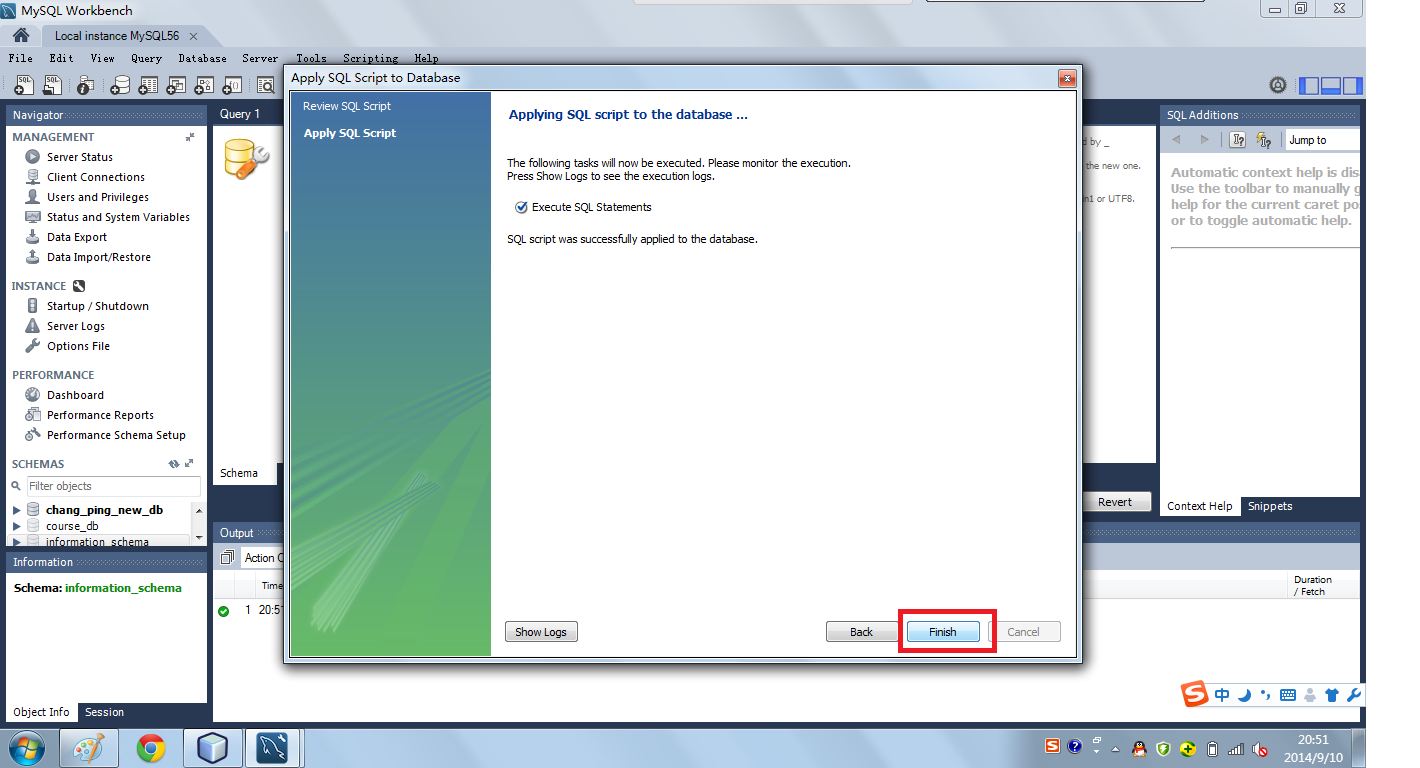 MySQL Workbench
Local instance MySQL56
File Edit View Query Database Server Tools Scripting Help
Apply SQL Script to Database
Review SQL Script
Apply SQL Script
Applying SQL script to the database ...
The following tasks will now be executed. Please monitor the execution.
Press Show Logs to see the execution logs.
Execute SQL Statements
SQL script was successfully applied to the database.
Show Logs
Back
Finish
Cancel
Navigator
MANAGEMENT
Server Status
Client Connections
Users and Privileges
Status and System Variables
Data Export
Data Import/Restore
INSTANCE
Startup / Shutdown
Server Logs
Options File
PERFORMANCE
Dashboard
Performance Reports
Performance Schema Setup
SCHEMAS
Filter objects
chang_ping_new_db
course_db
information_schema
Information
Schema: information_schema
Object Info
Session
Query 1
Schema
by _
the new one.
or UTF8.
Revert
Output
Action
Time
Duration
/ Fetch
1 20:51
SQL Additions
Jump to
Automatic context help is dis
Use the toolbar to manually g
help for the current caret po
or to toggle automatic help.
Context Help
Snippets
中
20:51
2014/9/10